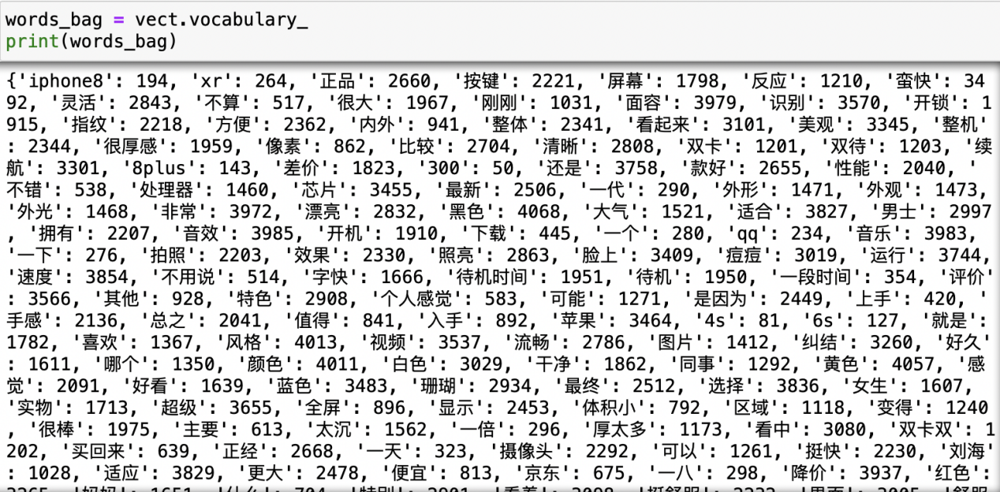 words_bag = vect.vocabulary_
print(words_bag)
{'iphone8': 194, 'xr': 264, '正品': 2660, '按键': 2221, '屏幕': 1798, '反应': 1210, '蛮快': 34
92, '灵活': 2843, '不算': 517, '很大': 1967, '刚刚': 1031, '面容': 3979, '识别': 3570, '开锁': 1
915, '指纹': 2218, '方便': 2362, '内外': 941, '整体': 2341, '看起来': 3101, '美观': 3345, '整机'
: 2344, '很厚感': 1959, '像素': 862, '比较': 2704, '清晰': 2808, '双卡': 1201, '双待': 1203, '续
航': 3301, '8plus': 143, '差价': 1823, '300': 50, '还是': 3758, '款好': 2655, '性能': 2040, '
不错': 538, '处理器': 1460, '芯片': 3455, '最新': 2506, '一代': 290, '外形': 1471, '外观': 1473,
'外光': 1468, '非常': 3972, '漂亮': 2832, '黑色': 4068, '大气': 1521, '适合': 3827, '男士': 2997
, '拥有': 2207, '音效': 3985, '开机': 1910, '下载': 445, '一个': 280, 'qq': 234, '音乐': 3983,
'一下': 276, '拍照': 2203, '效果': 2330, '照亮': 2863, '脸上': 3409, '痘痘': 3019, '运行': 3744,
'速度': 3854, '不用说': 514, '字快': 1666, '待机时间': 1951, '待机': 1950, '一段时间': 354, '评价'
: 3566, '其他': 928, '特色': 2908, '个人感觉': 583, '可能': 1271, '是因为': 2449, '上手': 420, '
手感': 2136, '总之': 2041, '值得': 841, '入手': 892, '苹果': 3464, '4s': 81, '6s': 127, '就是':
1782, '喜欢': 1367, '风格': 4013, '视频': 3537, '流畅': 2786, '图片': 1412, '纠结': 3260, '好久'
: 1611, '哪个': 1350, '颜色': 4011, '白色': 3029, '干净': 1862, '同事': 1292, '黄色': 4057, '感
觉': 2091, '好看': 1639, '蓝色': 3483, '珊瑚': 2934, '最终': 2512, '选择': 3836, '女生': 1607,
'实物': 1713, '超级': 3655, '全屏': 896, '显示': 2453, '体积小': 792, '区域': 1118, '变得': 1240
, '很棒': 1975, '主要': 613, '太沉': 1562, '一倍': 296, '厚太多': 1173, '看中': 3080, '双卡双': 1
202, '买回来': 639, '正经': 2668, '一天': 323, '摄像头': 2292, '可以': 1261, '挺快': 2230, '刘海'
: 1028, '适应': 3829, '更大': 2478, '便宜': 813, '京东': 675, '一八': 298, '降价': 3937, '红色':